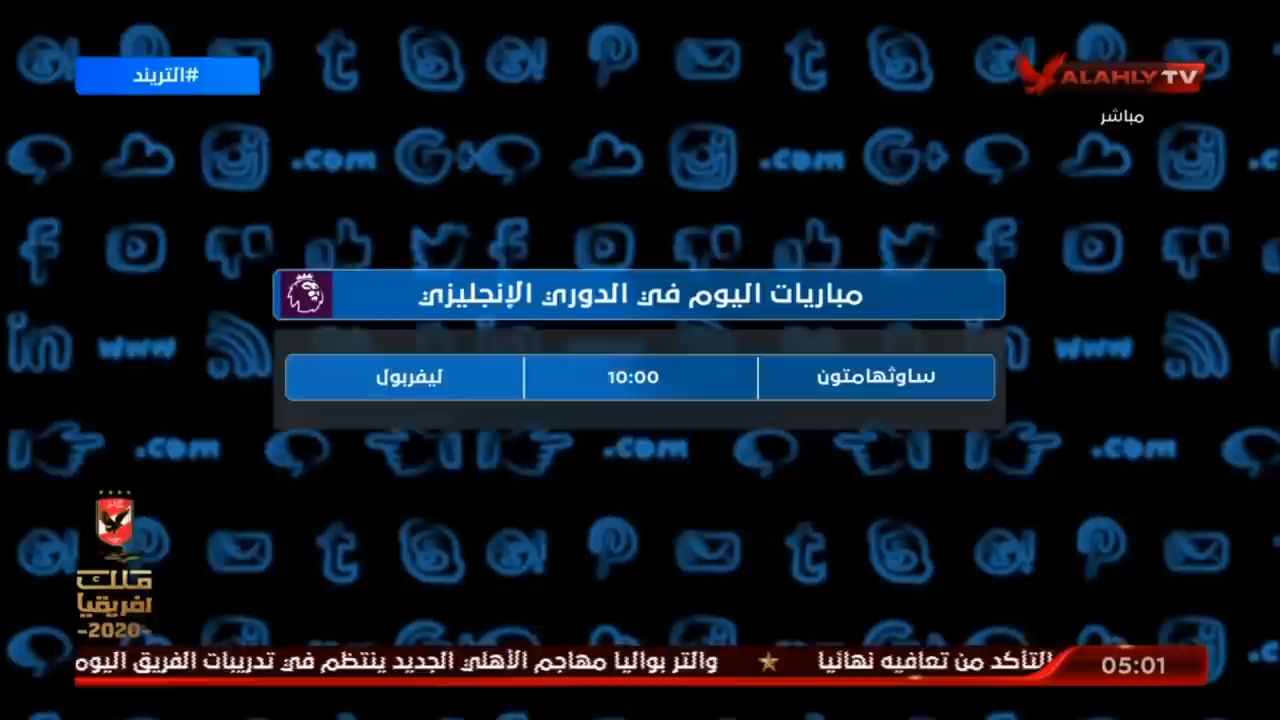 #التريند
ALAHLY TV
مباشر
مباريات اليوم في الدوري الإنجليزي
ساوثهامتون 10:00 ليفربول
ملك
افريقيا
-2020-
05:01 التأكد من تعافيه نهائيا ★ والتر بواليا مهاجم الأهلي الجديد ينتظم في تدريبات الفريق اليوم